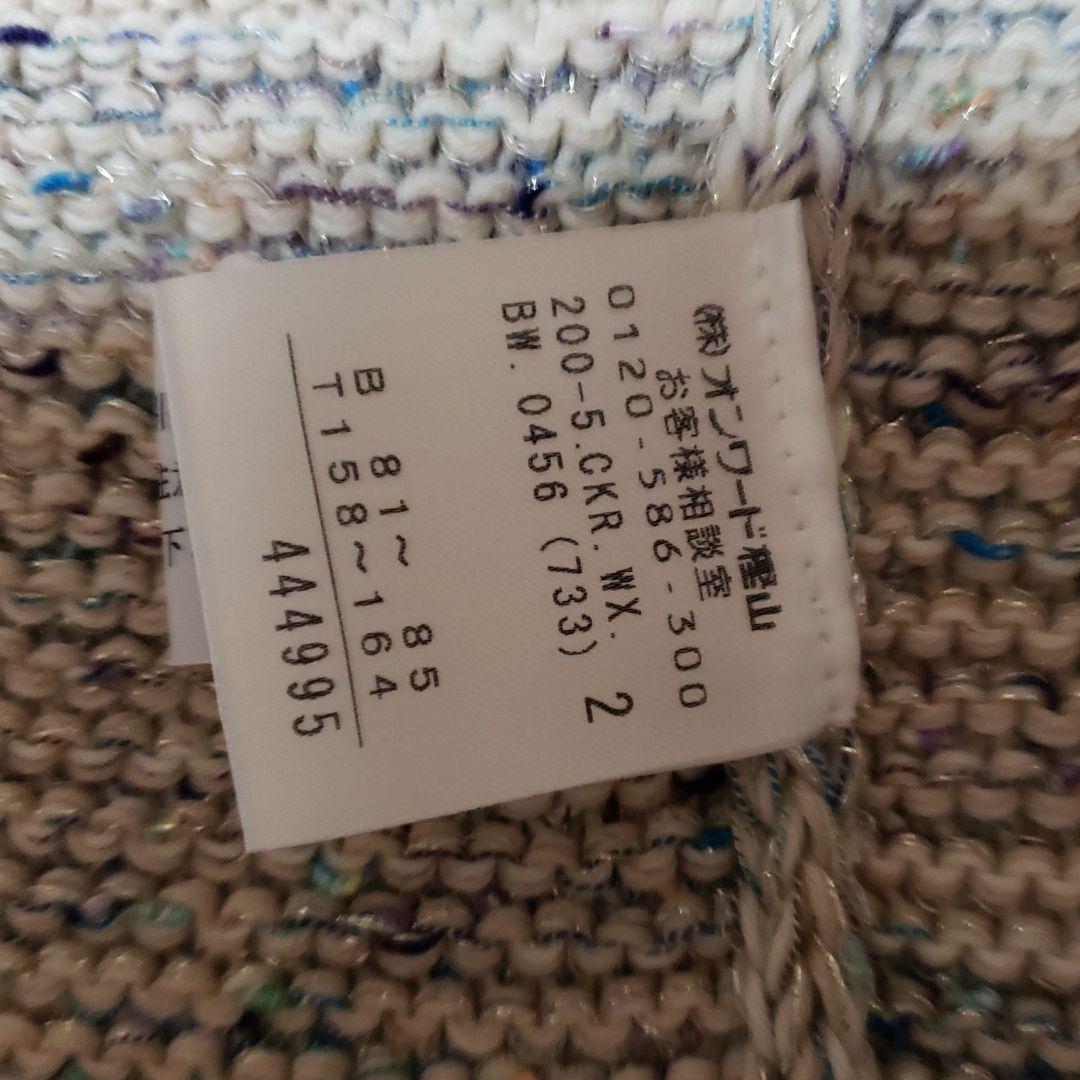 ㈱オンワード樫山
お客様相談室
0120-586-300
200-5.CKR.WX. 2
BW. 0456 (733)
B 81~ 85
T158~164
444995